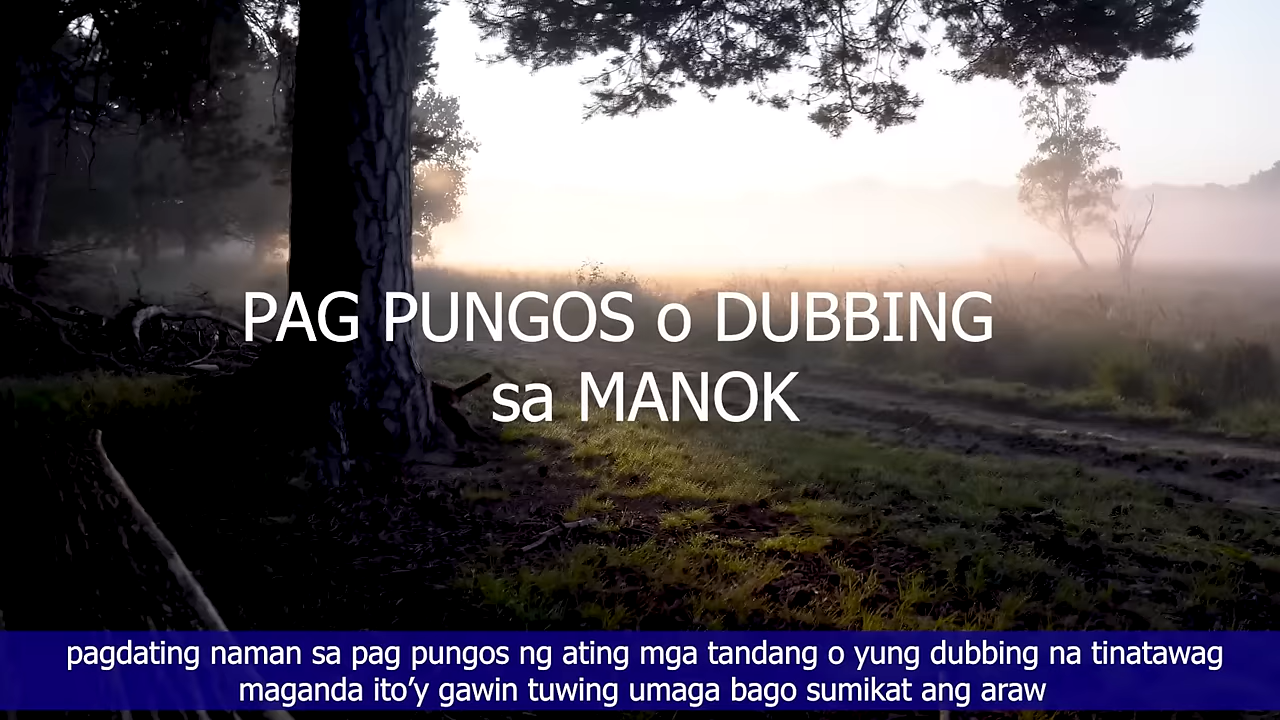 PAG PUNGOS o DUBBING
sa MANOK
pagdating naman sa pag pungos ng ating mga tandang o yung dubbing na tinatawag
maganda ito'y gawin tuwing umaga bago sumikat ang araw